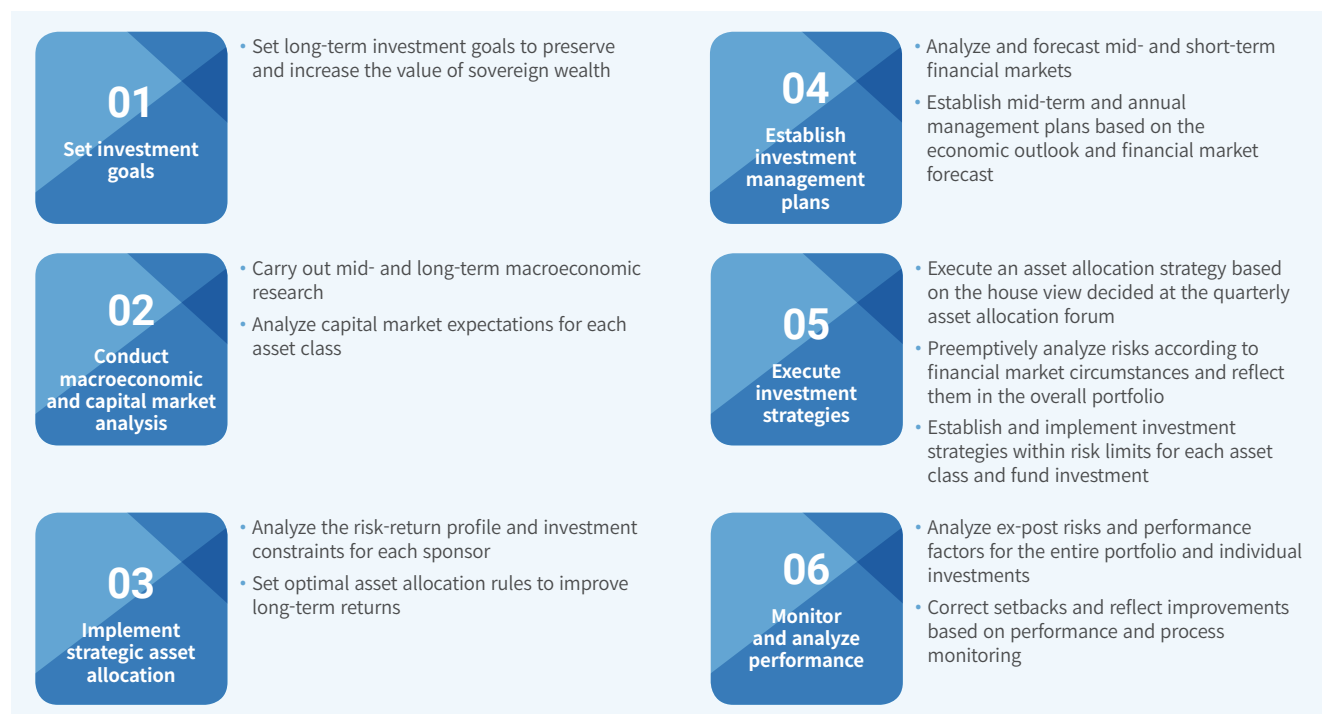 01
Set investment
goals
• Set long-term investment goals to preserve
and increase the value of sovereign wealth
02
Conduct
macroeconomic
and capital market
analysis
• Carry out mid- and long-term macroeconomic
research
• Analyze capital market expectations for each
asset class
03
Implement
strategic asset
allocation
• Analyze the risk-return profile and investment
constraints for each sponsor
• Set optimal asset allocation rules to improve
long-term returns
04
Establish
investment
management
plans
• Analyze and forecast mid- and short-term
financial markets
• Establish mid-term and annual
management plans based on the
economic outlook and financial market
forecast
05
Execute
investment
strategies
• Execute an asset allocation strategy based
on the house view decided at the quarterly
asset allocation forum
• Preemptively analyze risks according to
financial market circumstances and reflect
them in the overall portfolio
• Establish and implement investment
strategies within risk limits for each asset
class and fund investment
06
Monitor
and analyze
performance
• Analyze ex-post risks and performance
factors for the entire portfolio and individual
investments
• Correct setbacks and reflect improvements
based on performance and process
monitoring